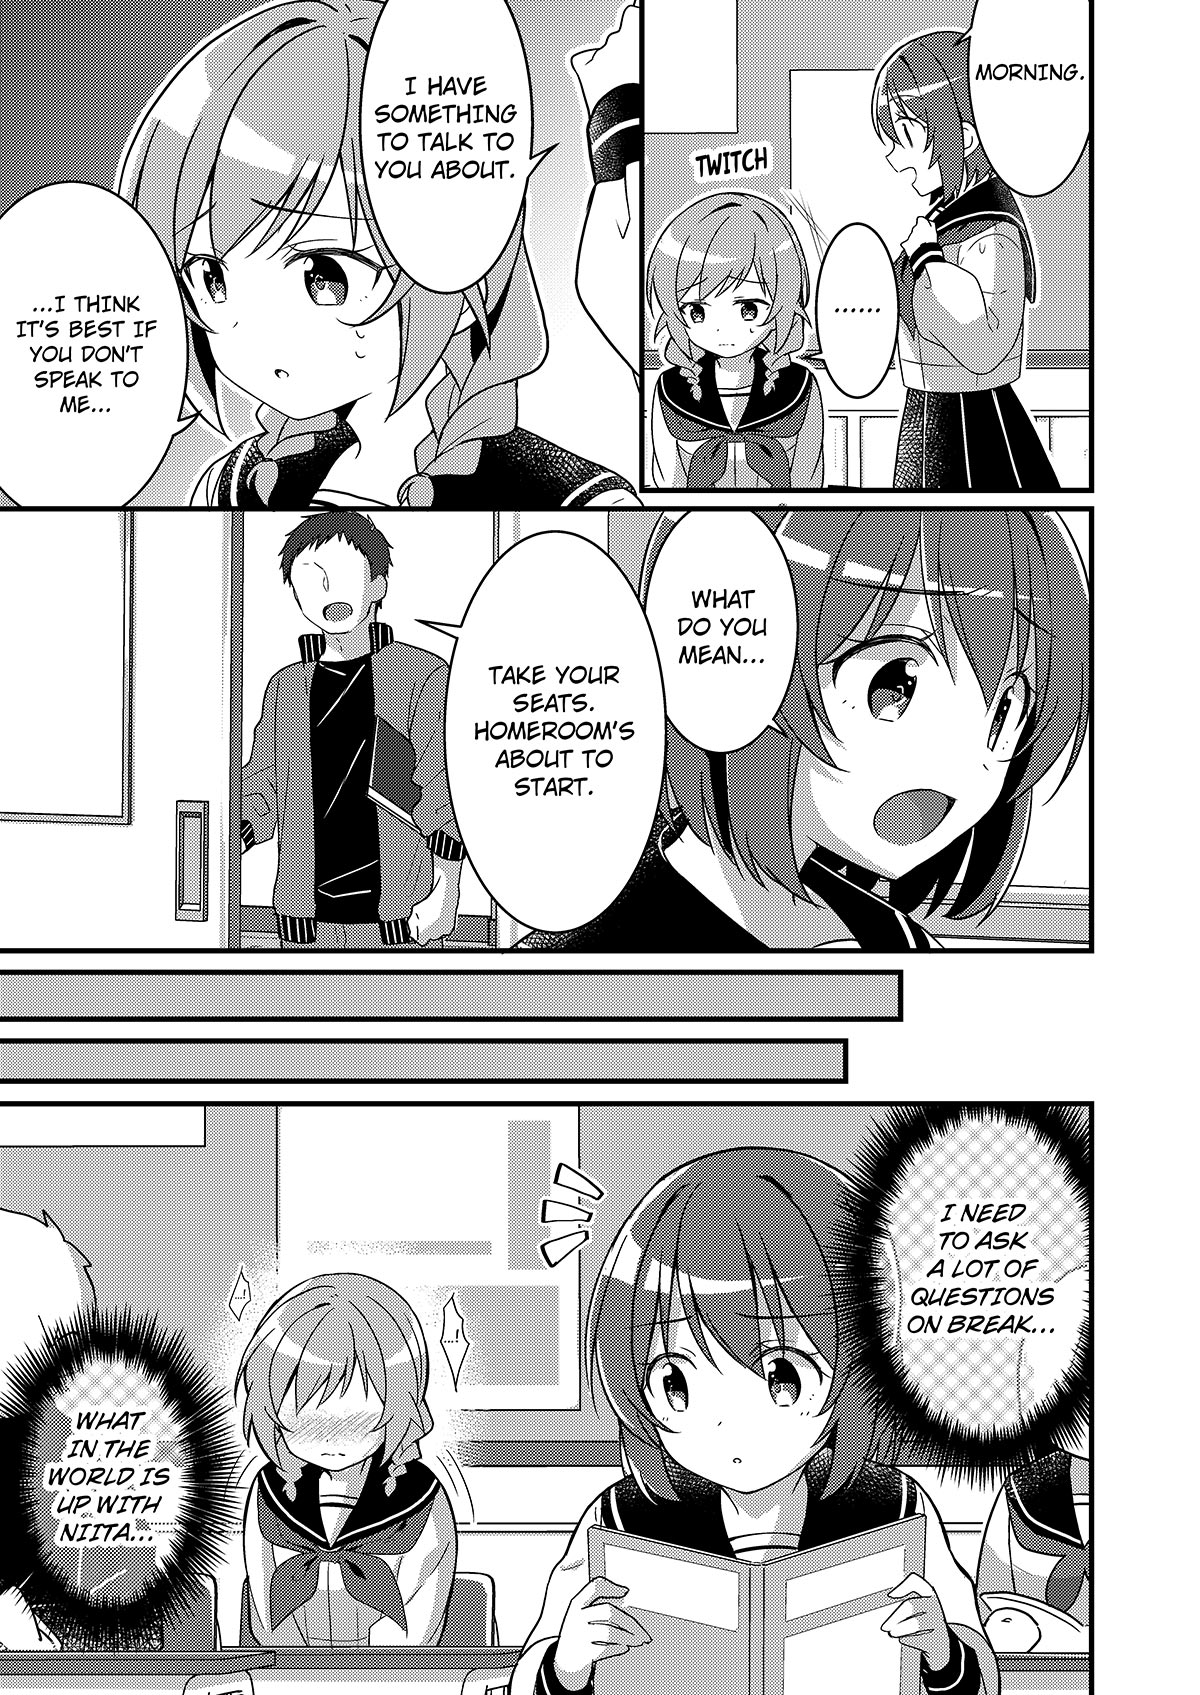 MORNING.
TWITCH
......
I HAVE
SOMETHING
TO TALK TO
YOU ABOUT.
...I THINK
IT'S BEST IF
YOU DON'T
SPEAK TO
ME...
WHAT
DO YOU
MEAN...
TAKE YOUR
SEATS.
HOMEROOM'S
ABOUT TO
START.
I NEED
TO ASK
A LOT OF
QUESTIONS
ON BREAK...
...!
...!
WHAT
IN THE
WORLD IS
UP WITH
NIITA...